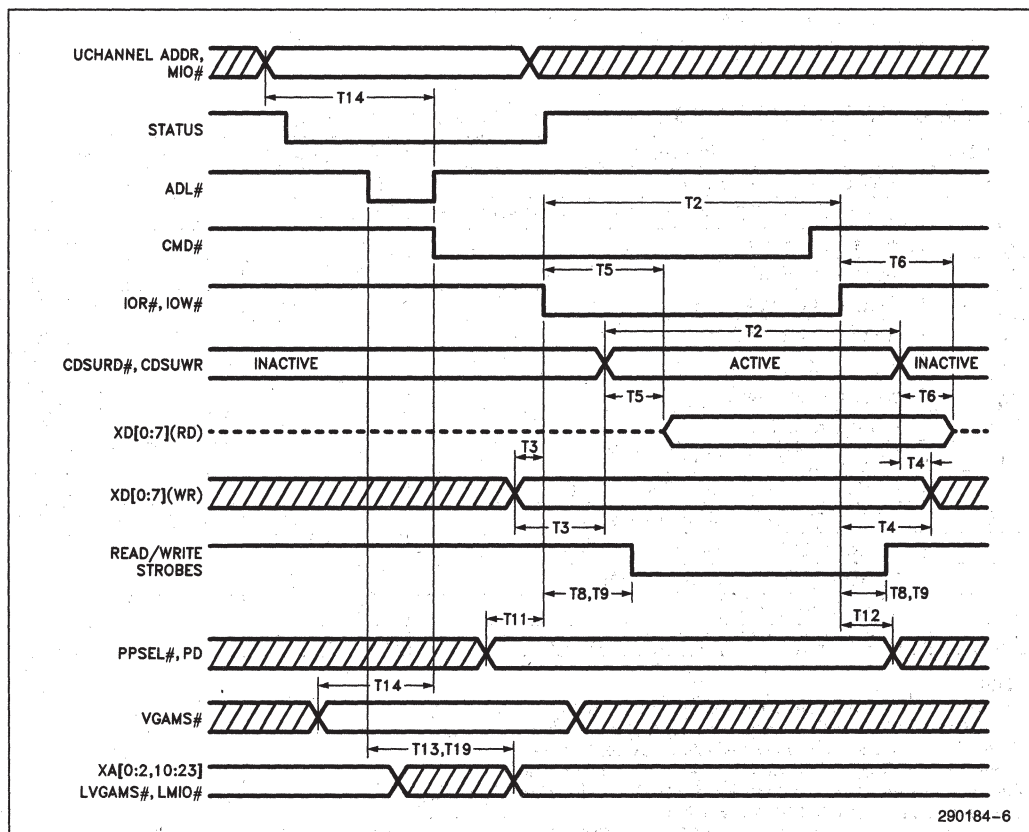 UCHANNEL ADDR,
MIO#
T14
STATUS
ADL#
T2
CMD#
T5
T6
IOR#, IOW#
T2
CDSURD#, CDSUWR
INACTIVE
ACTIVE
INACTIVE
T5
T6
XD[0:7](RD)
T3
T4
XD[0:7](WR)
T3
T4
READ/WRITE
STROBES
T8,T9
T8,T9
T11
T12
PPSEL#, PD
T14
VGAMS#
T13,T19
XA[0:2,10:23]
LVGAMS#, LMIO#
290184-6